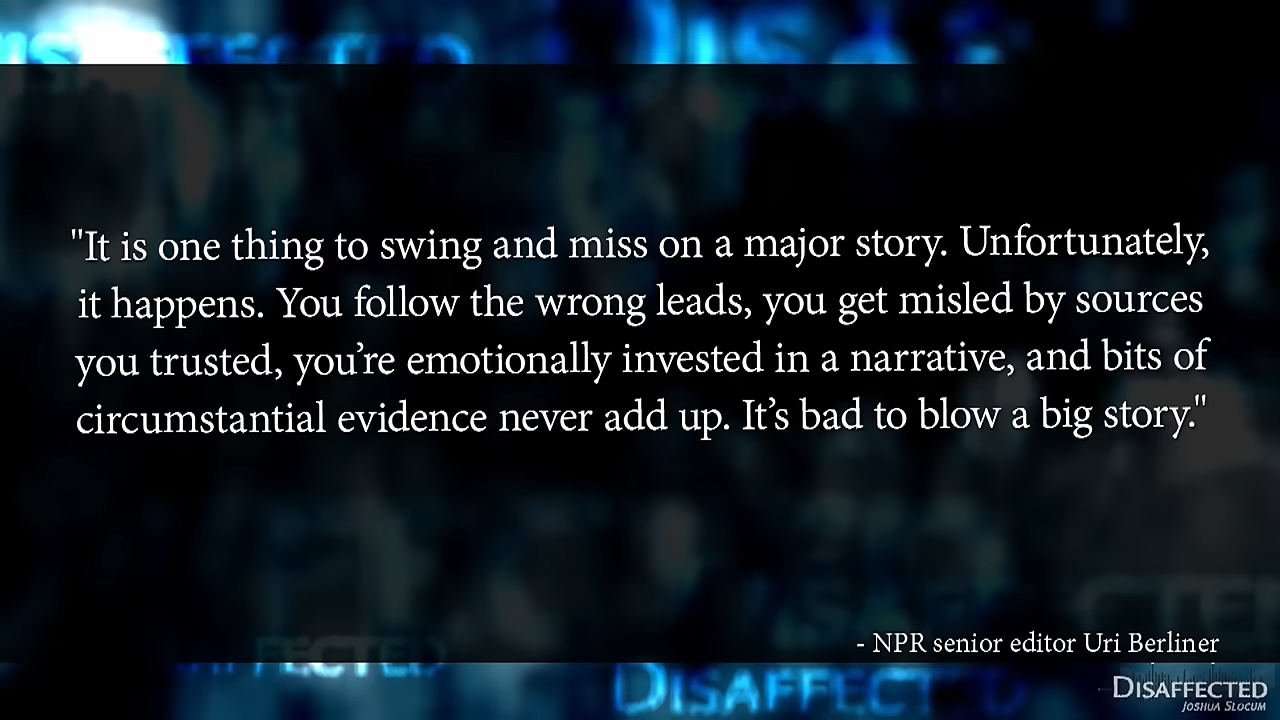 "It is one thing to swing and miss on a major story. Unfortunately,
it happens. You follow the wrong leads, you get misled by sources
you trusted, you’re emotionally invested in a narrative, and bits of
circumstantial evidence never add up. It’s bad to blow a big story."
- NPR senior editor Uri Berliner
DISAFFECTED
JOSHUA SLOCUM